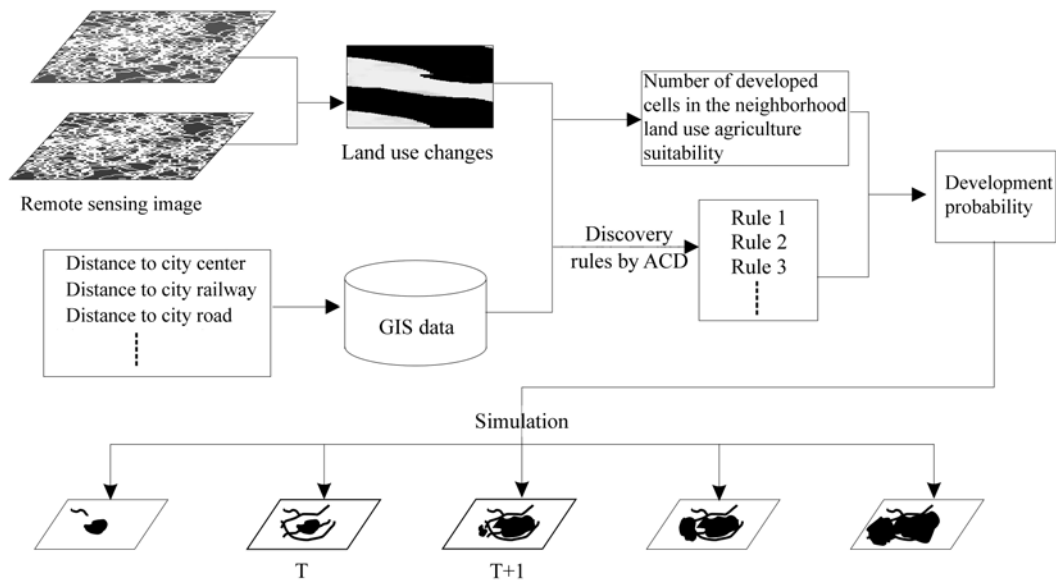 Remote sensing image
Land use changes
Number of developed
cells in the neighborhood
land use agriculture
suitability
Development
probability
Distance to city center
Distance to city railway
Distance to city road
GIS data
Discovery
rules by ACD
Rule 1
Rule 2
Rule 3
Simulation
T
T+1